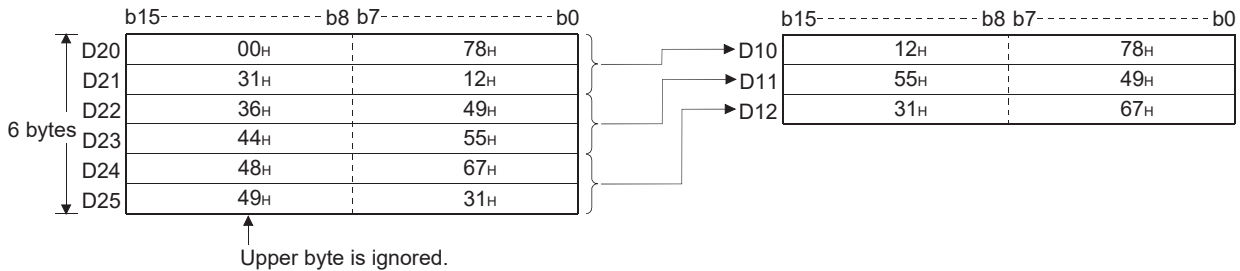 b15 b8 b7 b0 b15 b8 b7 b0
D20 00H 78H D10 12H 78H
D21 31H 12H D11 55H 49H
D22 36H 49H D12 31H 67H
6 bytes
D23 44H 55H
D24 48H 67H
D25 49H 31H
Upper byte is ignored.